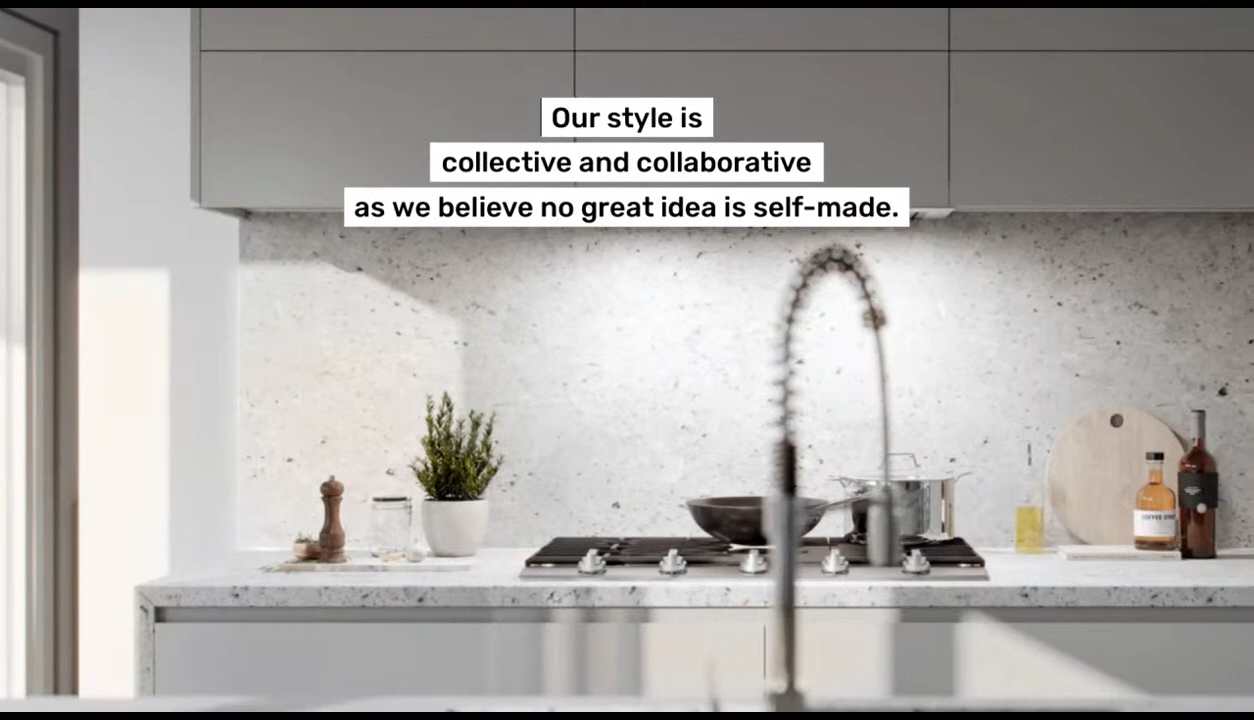 Our style is
collective and collaborative
as we believe no great idea is self-made.